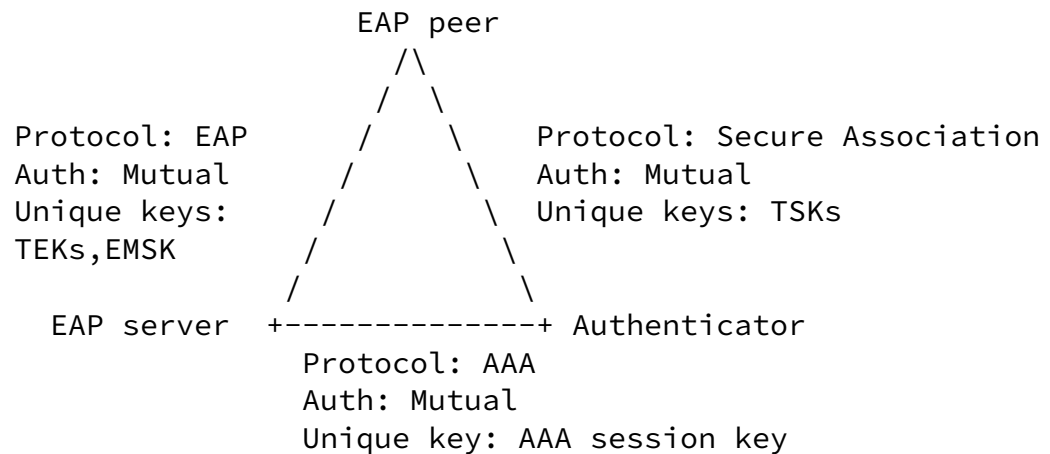 EAP peer
/\
/ \
Protocol: EAP / \ Protocol: Secure Association
Auth: Mutual / \ Auth: Mutual
Unique keys: / \ Unique keys: TSKs
TEKs,EMSK / \
/ \
EAP server +--------------+ Authenticator
Protocol: AAA
Auth: Mutual
Unique key: AAA session key